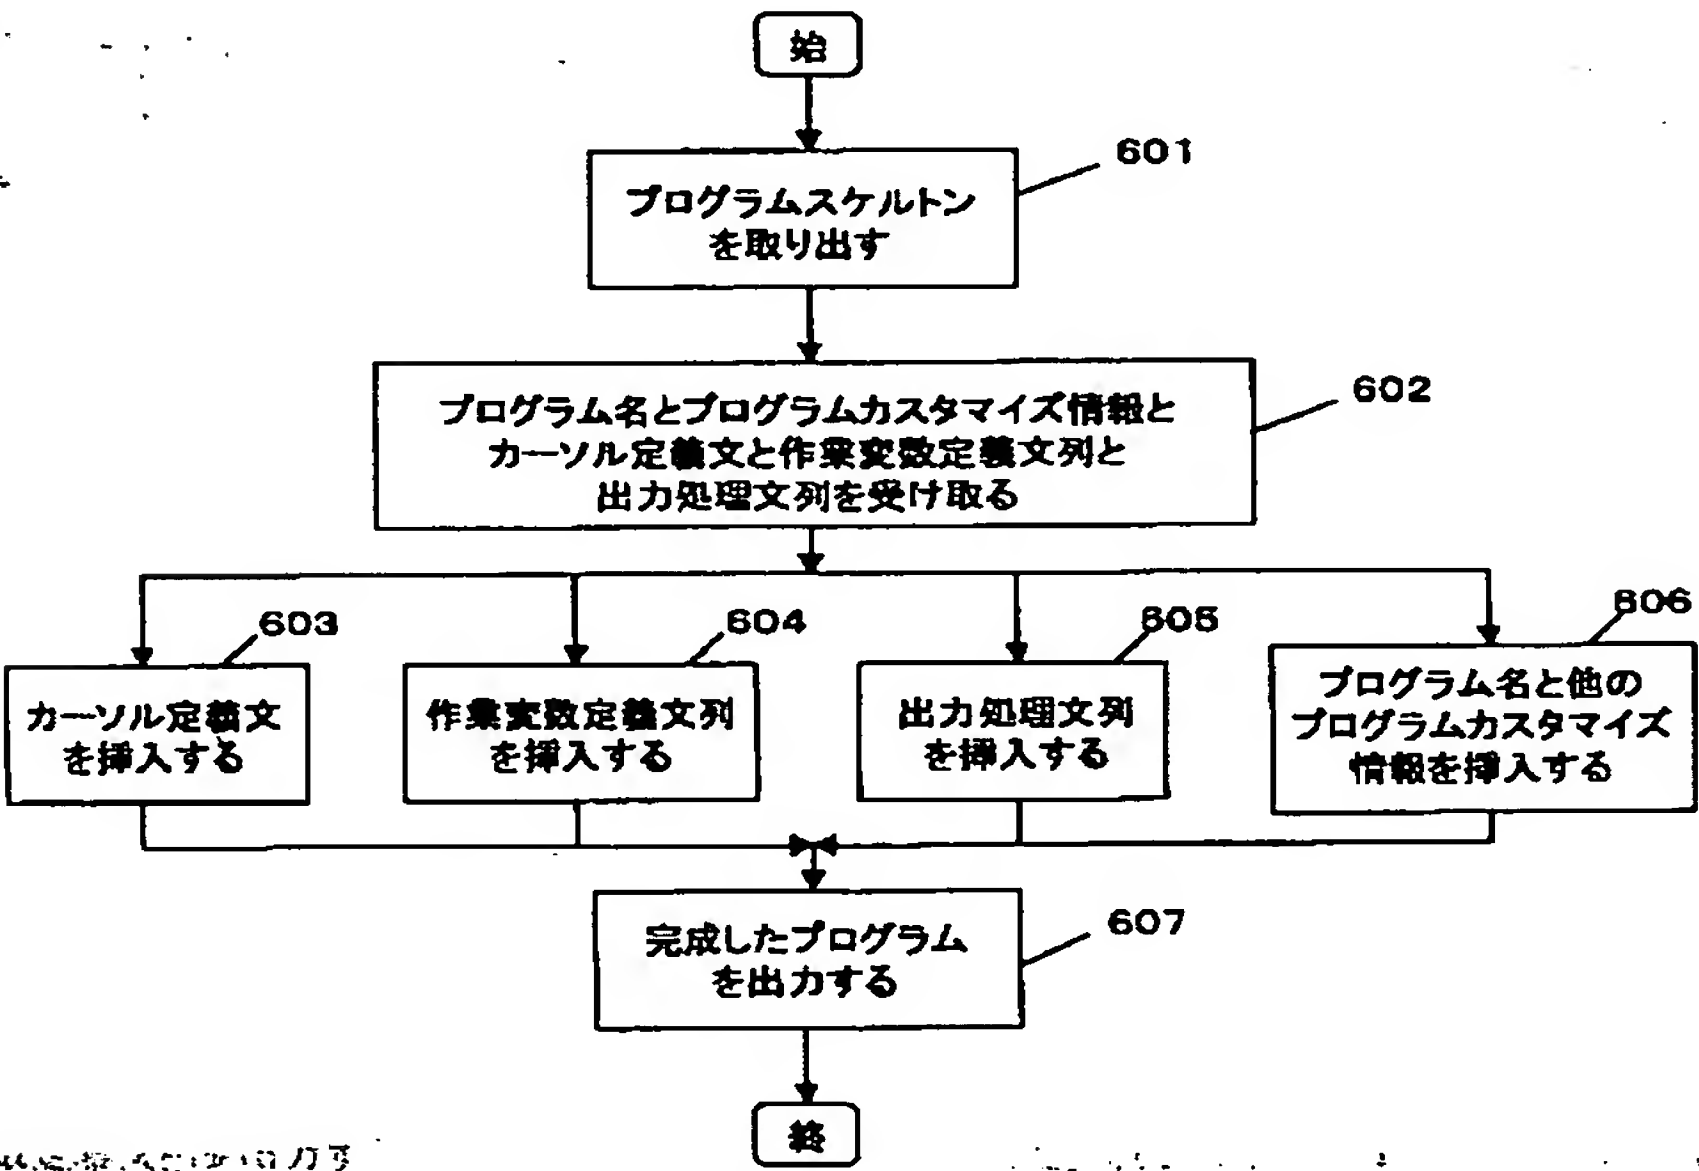 始
601
プログラムスケルトン
を取り出す
602
プログラム名とプログラムカスタマイズ情報と
カーソル定義文と作業変数定義文列と
出力処理文列を受け取る
603
カーソル定義文
を挿入する
604
作業変数定義文列
を挿入する
605
出力処理文列
を挿入する
606
プログラム名と他の
プログラムカスタマイズ
情報を挿入する
607
完成したプログラム
を出力する
終